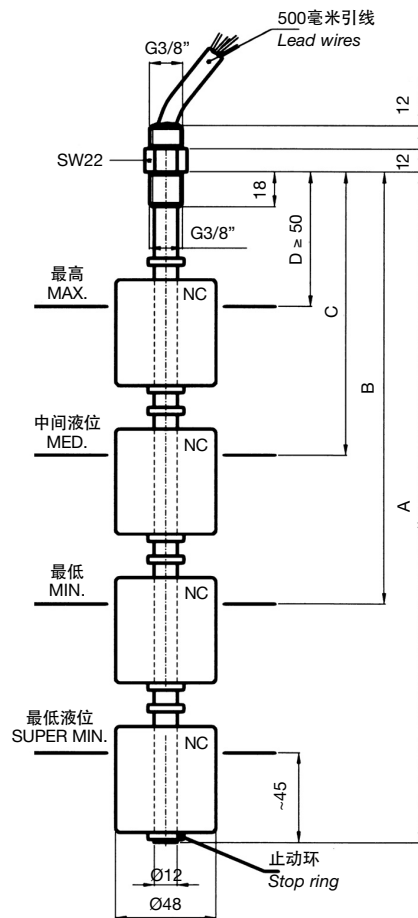 500毫米引线
Lead wires
G3/8”
12
SW22
12
18
G3/8”
D ≥ 50
C
B
A
最高
MAX.
NC
中间液位
MED.
NC
最低
MIN.
NC
最低液位
SUPER MIN.
NC
~45
止动环
Stop ring
Ø12
Ø48